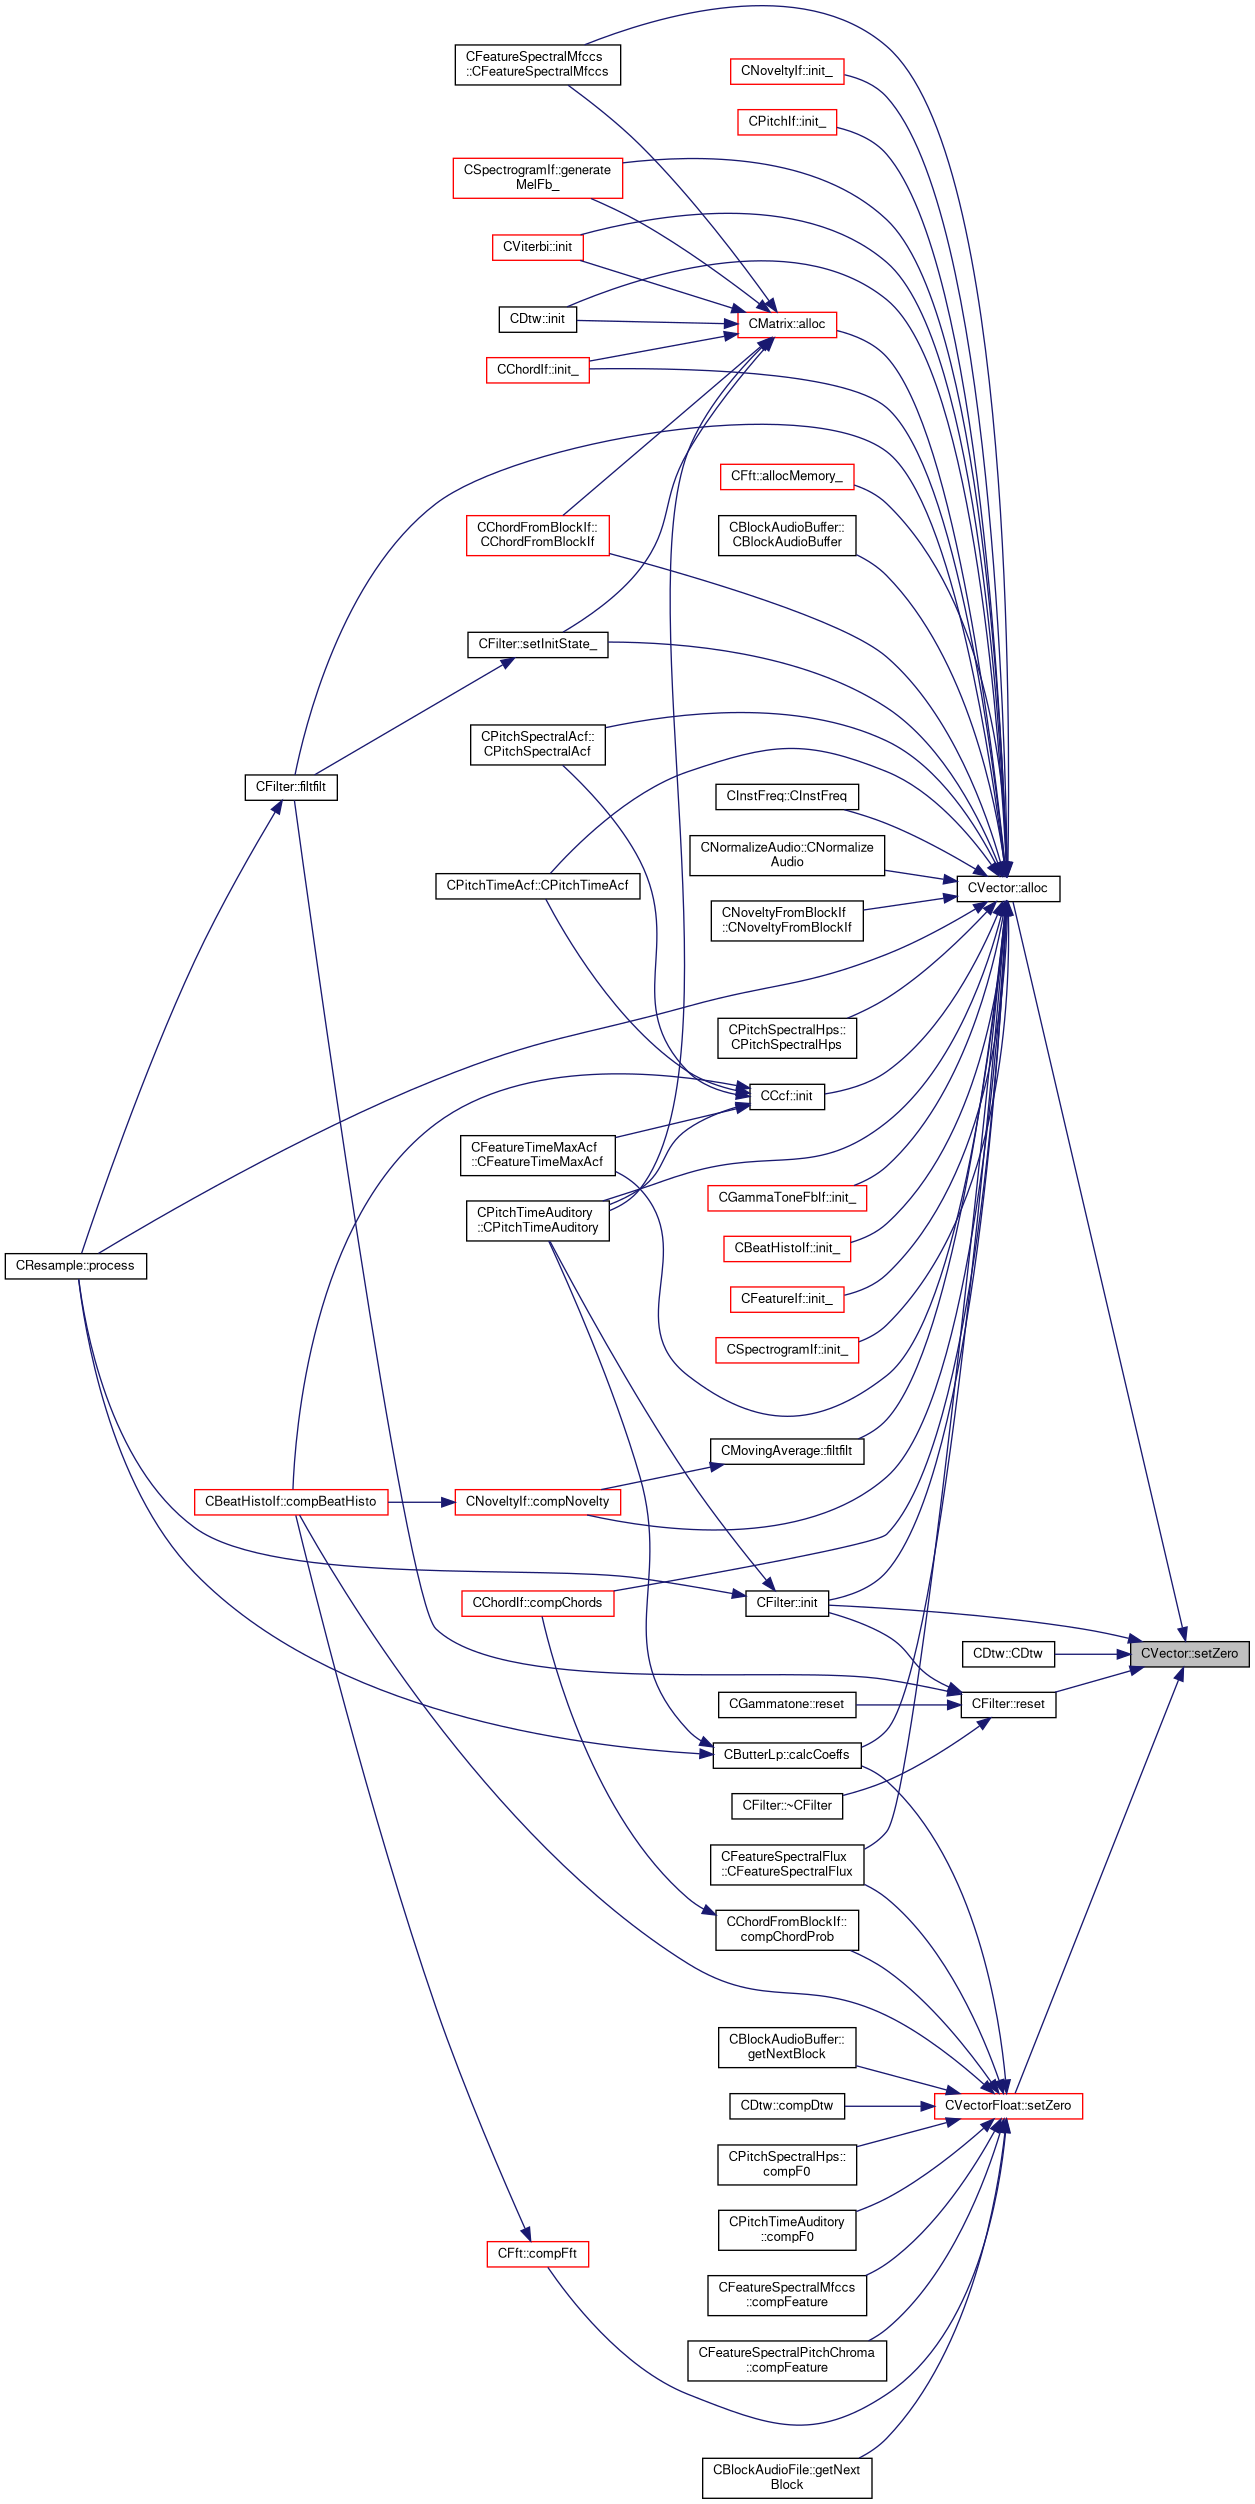 CFeatureSpectralMfccs
::CFeatureSpectralMfccs
CNoveltyIf::init_
CPitchIf::init_
CSpectrogramIf::generate
MelFb_
CViterbi::init
CDtw::init
CMatrix::alloc
CChordIf::init_
CFft::allocMemory_
CChordFromBlockIf::
CChordFromBlockIf
CBlockAudioBuffer::
CBlockAudioBuffer
CFilter::setInitState_
CPitchSpectralAcf::
CPitchSpectralAcf
CFilter::filtfilt
CInstFreq::CInstFreq
CNormalizeAudio::CNormalize
Audio
CPitchTimeAcf::CPitchTimeAcf
CVector::alloc
CNoveltyFromBlockIf
::CNoveltyFromBlockIf
CPitchSpectralHps::
CPitchSpectralHps
CCcf::init
CFeatureTimeMaxAcf
::CFeatureTimeMaxAcf
CGammaToneFbIf::init_
CPitchTimeAuditory
::CPitchTimeAuditory
CBeatHistoIf::init_
CResample::process
CFeatureIf::init_
CSpectrogramIf::init_
CMovingAverage::filtfilt
CBeatHistoIf::compBeatHisto
CNoveltyIf::compNovelty
CChordIf::compChords
CFilter::init
CDtw::CDtw
CVector::setZero
CGammatone::reset
CFilter::reset
CButterLp::calcCoeffs
CFilter::~CFilter
CFeatureSpectralFlux
::CFeatureSpectralFlux
CChordFromBlockIf::
compChordProb
CBlockAudioBuffer::
getNextBlock
CDtw::compDtw
CVectorFloat::setZero
CPitchSpectralHps::
compF0
CPitchTimeAuditory
::compF0
CFft::compFft
CFeatureSpectralMfccs
::compFeature
CFeatureSpectralPitchChroma
::compFeature
CBlockAudioFile::getNext
Block